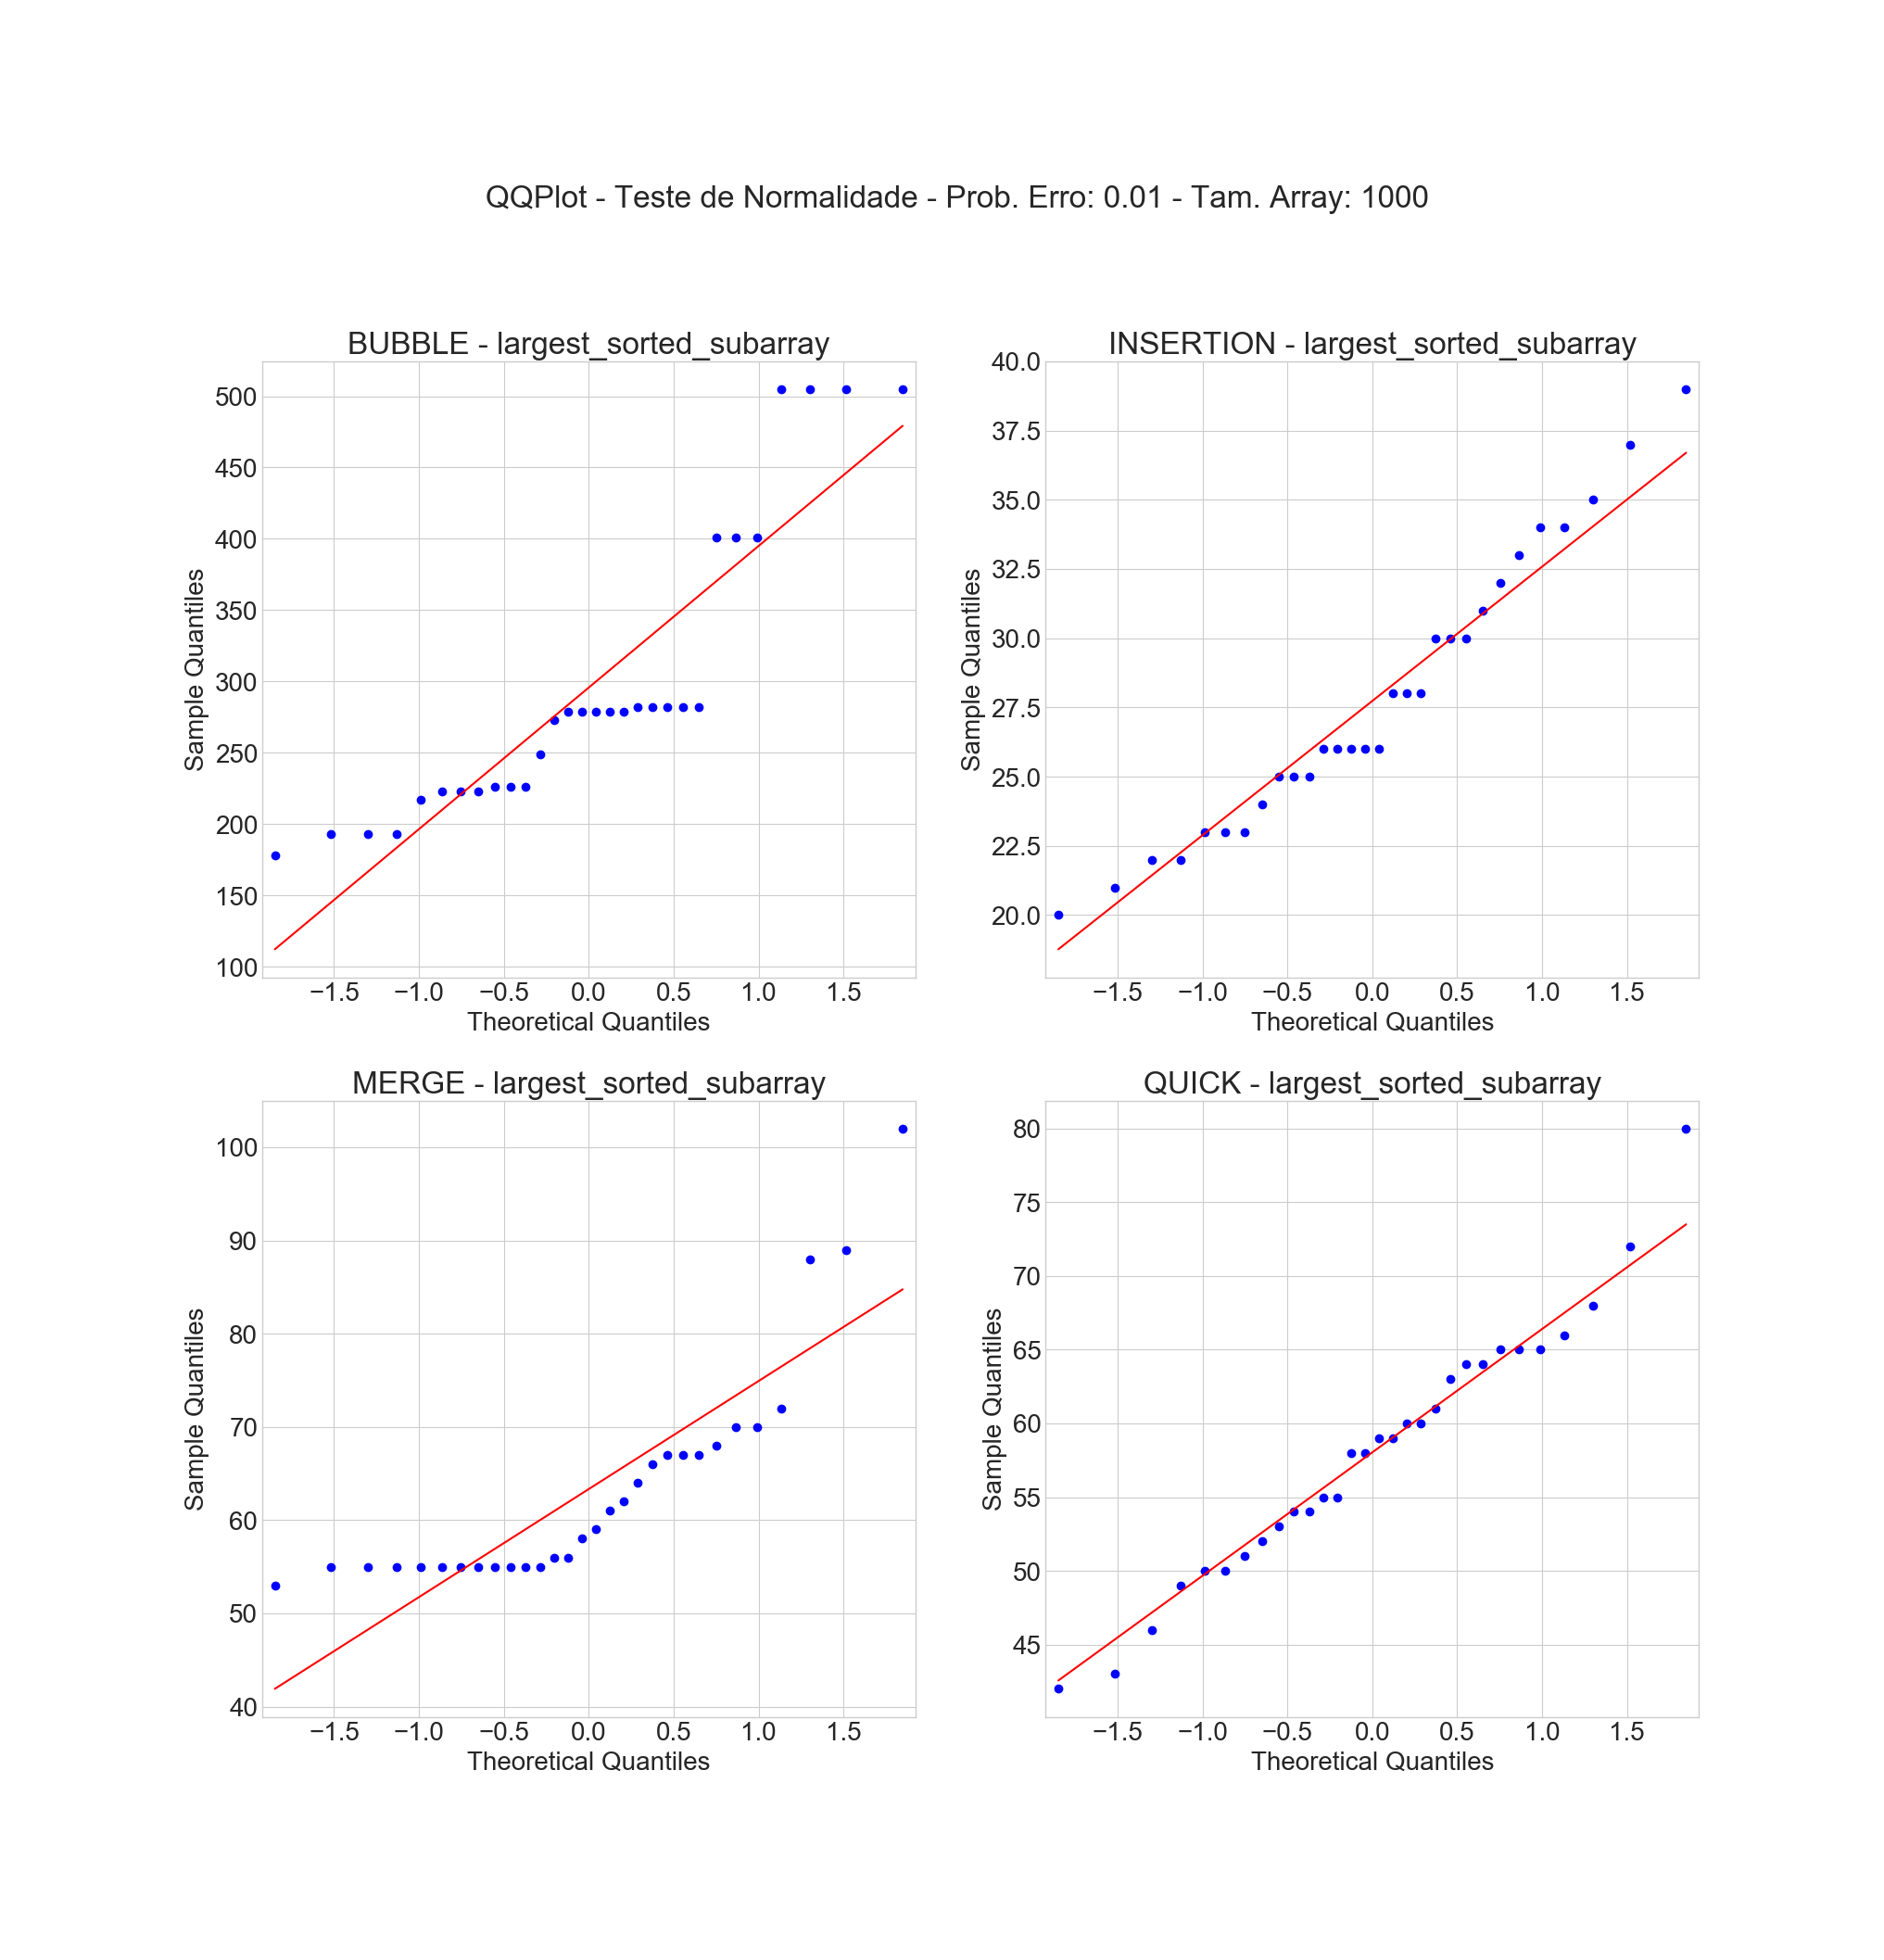 QQPlot - Teste de Normalidade - Prob. Erro: 0.01 - Tam. Array: 1000
BUBBLE - largest_sorted_subarray
500
450
400
350
300
250
200
150
100
Sample Quantiles
−1.5 −1.0 −0.5 0.0 0.5 1.0 1.5
Theoretical Quantiles
INSERTION - largest_sorted_subarray
40.0
37.5
35.0
32.5
30.0
27.5
25.0
22.5
20.0
Sample Quantiles
−1.5 −1.0 −0.5 0.0 0.5 1.0 1.5
Theoretical Quantiles
MERGE - largest_sorted_subarray
100
90
80
70
60
50
40
Sample Quantiles
−1.5 −1.0 −0.5 0.0 0.5 1.0 1.5
Theoretical Quantiles
QUICK - largest_sorted_subarray
80
75
70
65
60
55
50
45
Sample Quantiles
−1.5 −1.0 −0.5 0.0 0.5 1.0 1.5
Theoretical Quantiles